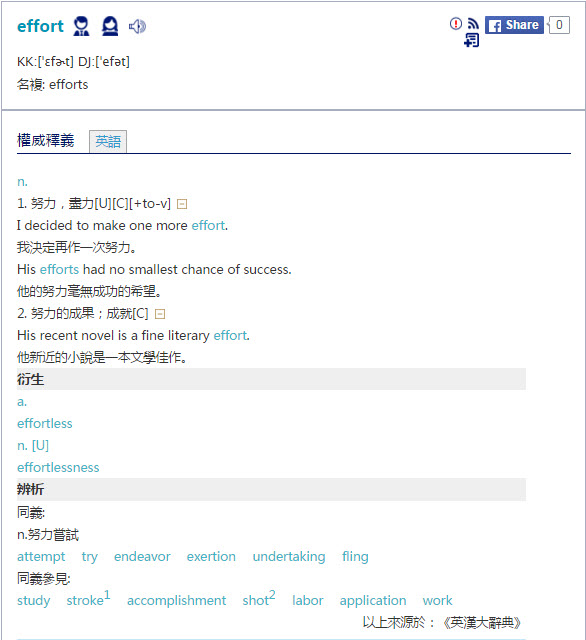 effort
Share 0
KK:[ˈɛfɚt] DJ:[ˈefət]
名複: efforts
權威釋義 英語
n.
1. 努力，盡力[U][C][+to-v]
I decided to make one more effort.
我決定再作一次努力。
His efforts had no smallest chance of success.
他的努力毫無成功的希望。
2. 努力的成果；成就[C]
His recent novel is a fine literary effort.
他新近的小說是一本文學佳作。
衍生
a.
effortless
n. [U]
effortlessness
辨析
同義:
n.努力嘗試
attempt try endeavor exertion undertaking fling
同義參見:
study stroke1 accomplishment shot2 labor application work
以上來源於：《英漢大辭典》